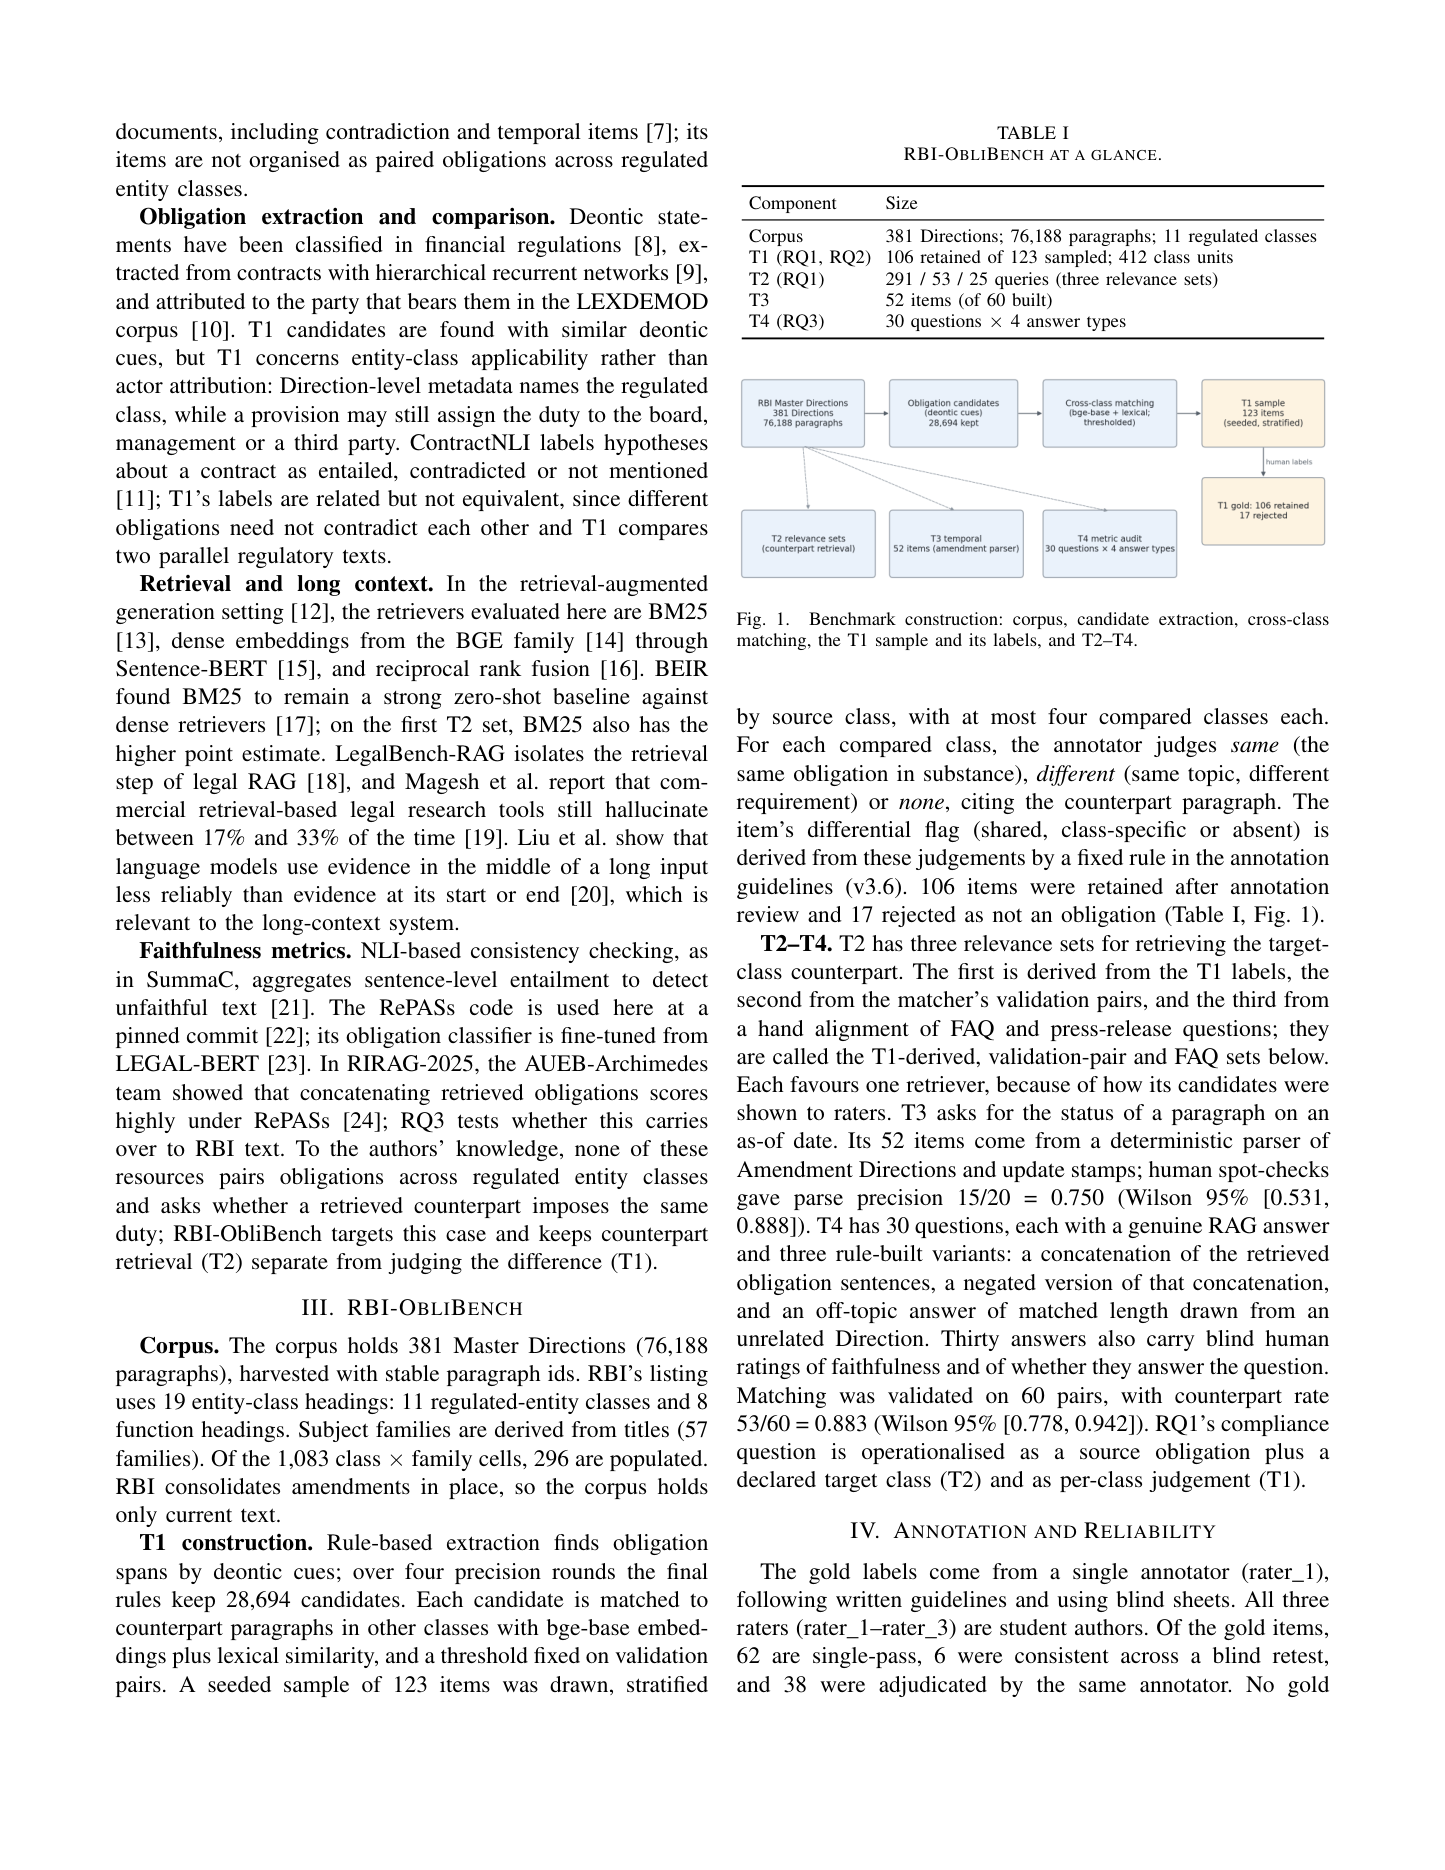 documents, including contradiction and temporal items [7]; its
items are not organised as paired obligations across regulated
entity classes.
Obligation extraction and comparison. Deontic state-
ments have been classified in financial regulations [8], ex-
tracted from contracts with hierarchical recurrent networks [9],
and attributed to the party that bears them in the LEXDEMOD
corpus [10]. T1 candidates are found with similar deontic
cues, but T1 concerns entity-class applicability rather than
actor attribution: Direction-level metadata names the regulated
class, while a provision may still assign the duty to the board,
management or a third party. ContractNLI labels hypotheses
about a contract as entailed, contradicted or not mentioned
[11]; T1's labels are related but not equivalent, since different
obligations need not contradict each other and T1 compares
two parallel regulatory texts.
Retrieval and long context. In the retrieval-augmented
generation setting [12], the retrievers evaluated here are BM25
[13], dense embeddings from the BGE family [14] through
Sentence-BERT [15], and reciprocal rank fusion [16]. BEIR
found BM25 to remain a strong zero-shot baseline against
dense retrievers [17]; on the first T2 set, BM25 also has the
higher point estimate. LegalBench-RAG isolates the retrieval
step of legal RAG [18], and Magesh et al. report that com-
mercial retrieval-based legal research tools still hallucinate
between 17% and 33% of the time [19]. Liu et al. show that
language models use evidence in the middle of a long input
less reliably than evidence at its start or end [20], which is
relevant to the long-context system.
Faithfulness metrics. NLI-based consistency checking, as
in SummaC, aggregates sentence-level entailment to detect
unfaithful text [21]. The RePASs code is used here at a
pinned commit [22]; its obligation classifier is fine-tuned from
LEGAL-BERT [23]. In RIRAG-2025, the AUEB-Archimedes
team showed that concatenating retrieved obligations scores
highly under RePASs [24]; RQ3 tests whether this carries
over to RBI text. To the authors' knowledge, none of these
resources pairs obligations across regulated entity classes
and asks whether a retrieved counterpart imposes the same
duty; RBI-ObliBench targets this case and keeps counterpart
retrieval (T2) separate from judging the difference (T1).
III. RBI-OBLIBENCH
Corpus. The corpus holds 381 Master Directions (76,188
paragraphs), harvested with stable paragraph ids. RBI's listing
uses 19 entity-class headings: 11 regulated-entity classes and 8
function headings. Subject families are derived from titles (57
families). Of the 1,083 class × family cells, 296 are populated.
RBI consolidates amendments in place, so the corpus holds
only current text.
T1 construction. Rule-based extraction finds obligation
spans by deontic cues; over four precision rounds the final
rules keep 28,694 candidates. Each candidate is matched to
counterpart paragraphs in other classes with bge-base embed-
dings plus lexical similarity, and a threshold fixed on validation
pairs. A seeded sample of 123 items was drawn, stratified
TABLE I
RBI-OBLIBENCH AT A GLANCE.
Component Size
Corpus 381 Directions; 76,188 paragraphs; 11 regulated classes
T1 (RQ1, RQ2) 106 retained of 123 sampled; 412 class units
T2 (RQ1) 291 / 53 / 25 queries (three relevance sets)
T3 52 items (of 60 built)
T4 (RQ3) 30 questions × 4 answer types
RBI Master Directions
381 Directions
76,188 paragraphs
Obligation candidates
(deontic cues)
28,694 kept
Cross-class matching
(bge-base + lexical;
thresholded)
T1 sample
123 items
(seeded, stratified)
human labels
T1 gold: 106 retained
17 rejected
T2 relevance sets
(counterpart retrieval)
T3 temporal
52 items (amendment parser)
T4 metric audit
30 questions × 4 answer types
Fig. 1. Benchmark construction: corpus, candidate extraction, cross-class
matching, the T1 sample and its labels, and T2–T4.
by source class, with at most four compared classes each.
For each compared class, the annotator judges same (the
same obligation in substance), different (same topic, different
requirement) or none, citing the counterpart paragraph. The
item's differential flag (shared, class-specific or absent) is
derived from these judgements by a fixed rule in the annotation
guidelines (v3.6). 106 items were retained after annotation
review and 17 rejected as not an obligation (Table I, Fig. 1).
T2–T4. T2 has three relevance sets for retrieving the target-
class counterpart. The first is derived from the T1 labels, the
second from the matcher's validation pairs, and the third from
a hand alignment of FAQ and press-release questions; they
are called the T1-derived, validation-pair and FAQ sets below.
Each favours one retriever, because of how its candidates were
shown to raters. T3 asks for the status of a paragraph on an
as-of date. Its 52 items come from a deterministic parser of
Amendment Directions and update stamps; human spot-checks
gave parse precision 15/20 = 0.750 (Wilson 95% [0.531,
0.888]). T4 has 30 questions, each with a genuine RAG answer
and three rule-built variants: a concatenation of the retrieved
obligation sentences, a negated version of that concatenation,
and an off-topic answer of matched length drawn from an
unrelated Direction. Thirty answers also carry blind human
ratings of faithfulness and of whether they answer the question.
Matching was validated on 60 pairs, with counterpart rate
53/60 = 0.883 (Wilson 95% [0.778, 0.942]). RQ1's compliance
question is operationalised as a source obligation plus a
declared target class (T2) and as per-class judgement (T1).
IV. ANNOTATION AND RELIABILITY
The gold labels come from a single annotator (rater_1),
following written guidelines and using blind sheets. All three
raters (rater_1–rater_3) are student authors. Of the gold items,
62 are single-pass, 6 were consistent across a blind retest,
and 38 were adjudicated by the same annotator. No gold